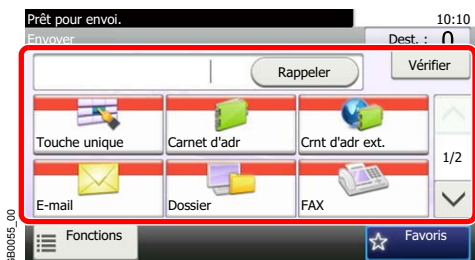 Prêt pour envoi. 10:10
Envoyer Dest. : 0
Rappeler Vérifier
Touche unique Carnet d'adr Crnt d'adr ext.
1/2
E-mail Dossier FAX
Fonctions Favoris
GB0055_00